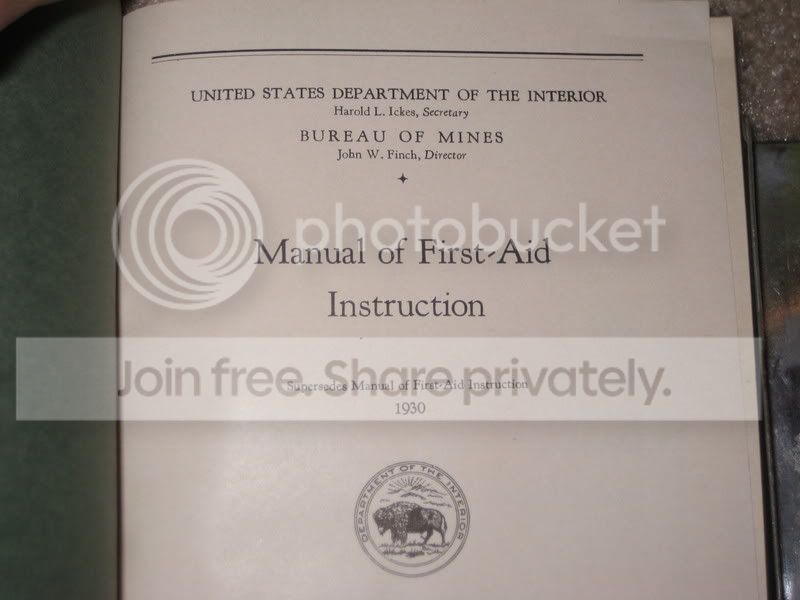 UNITED STATES DEPARTMENT OF THE INTERIOR
Harold L. Ickes, Secretary
BUREAU OF MINES
John W. Finch, Director
photobucket
Manual of First-Aid
Instruction
Join free. Share privately.
Supersedes Manual of First-Aid Instruction
1930
DEPARTMENT OF THE INTERIOR